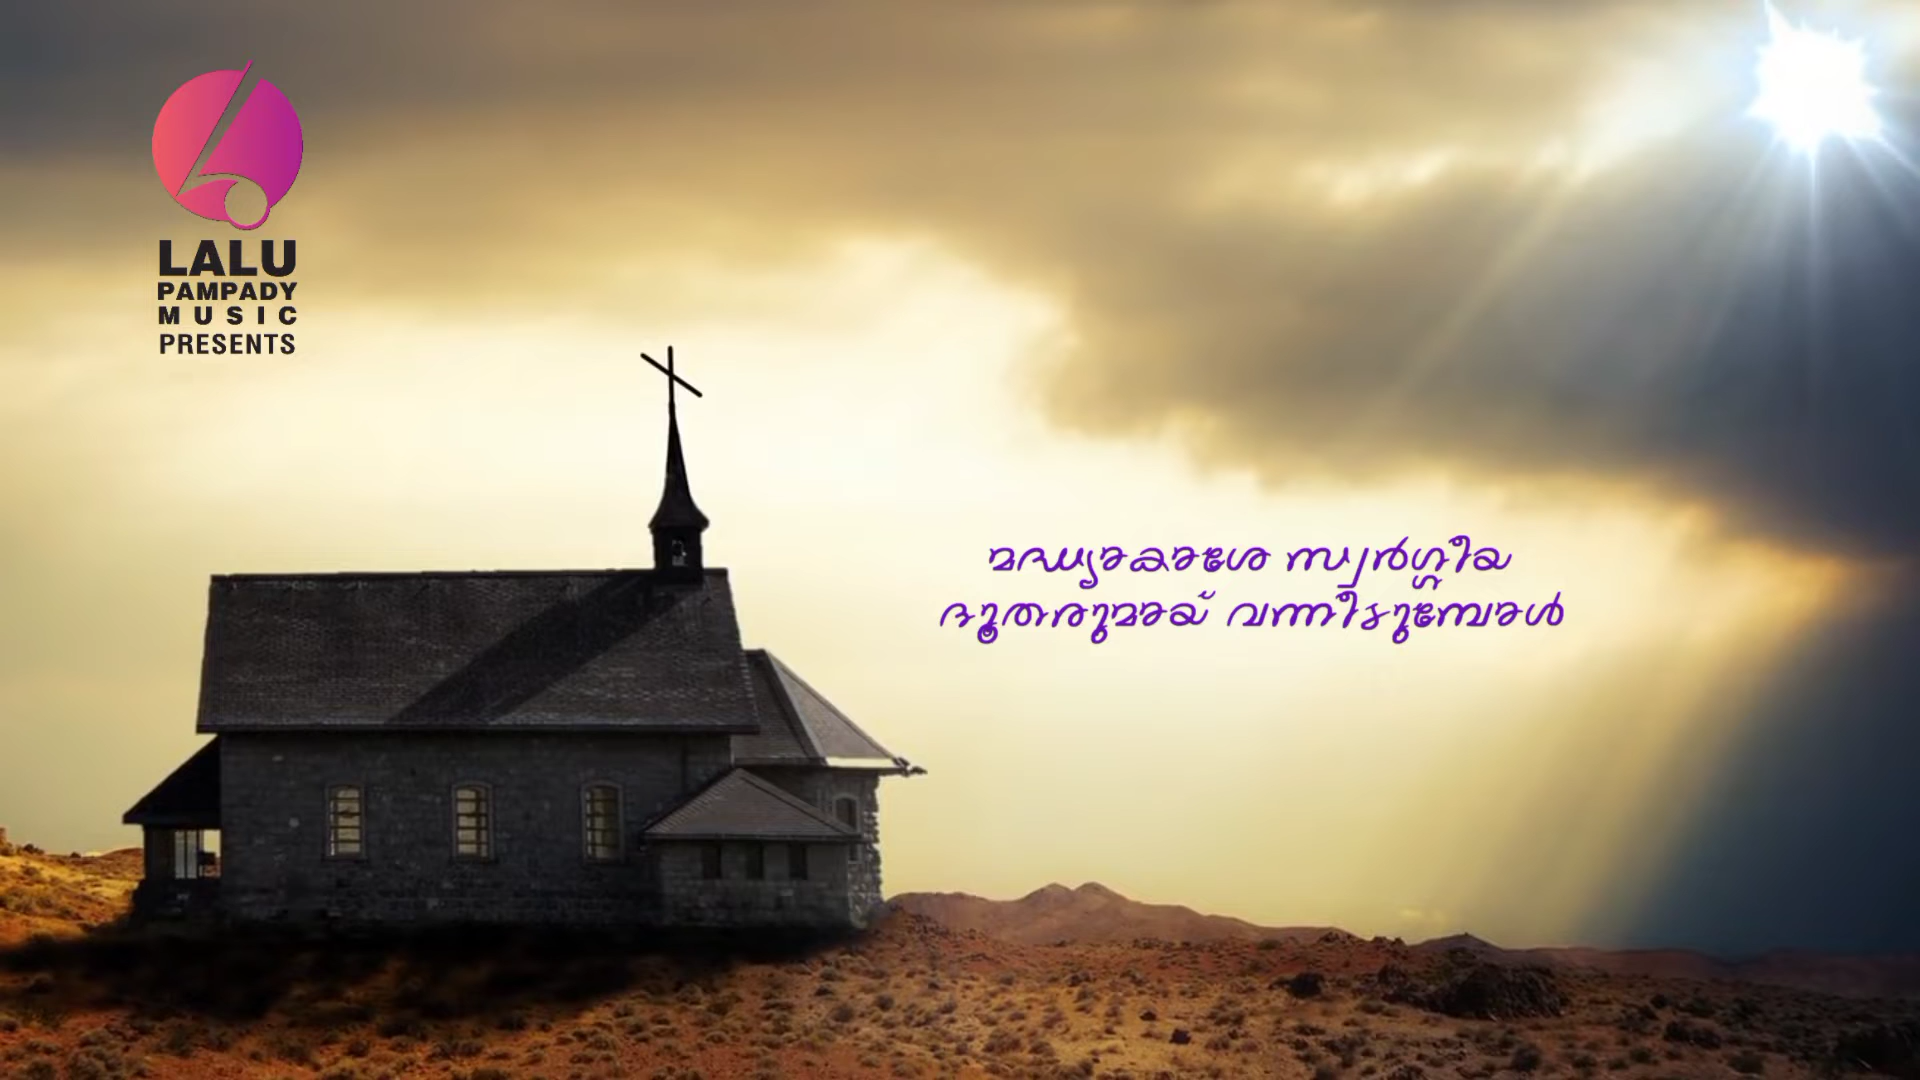 LALU
PAMPADY
MUSIC
PRESENTS
മദ്ധ്യാകാശേ സ്വർഗ്ഗീയ
ദൂതരുമായ് വന്നീടുമ്പോൾ